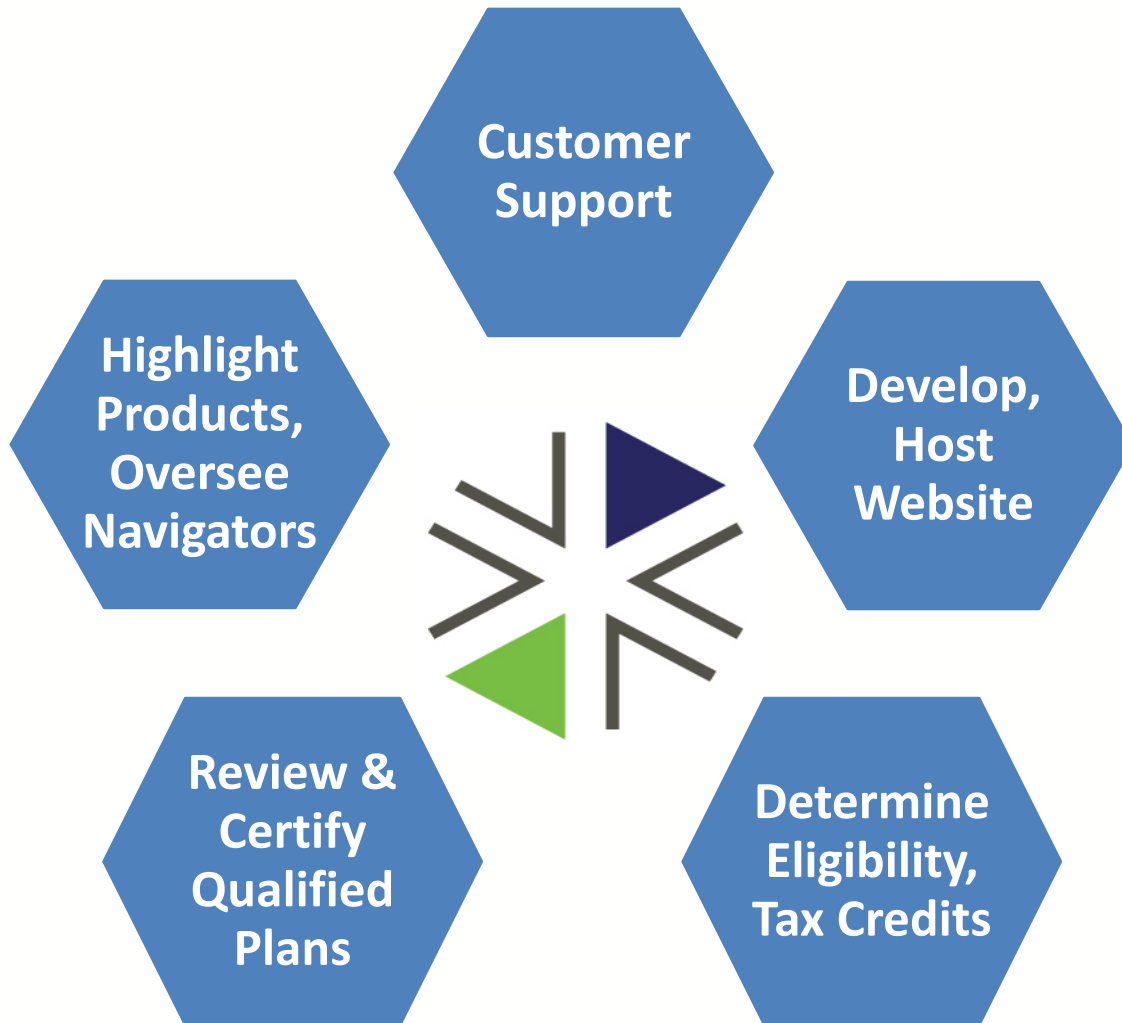 Customer
Support
Highlight
Products,
Oversee
Navigators
Develop,
Host
Website
Review &
Certify
Qualified
Plans
Determine
Eligibility,
Tax Credits